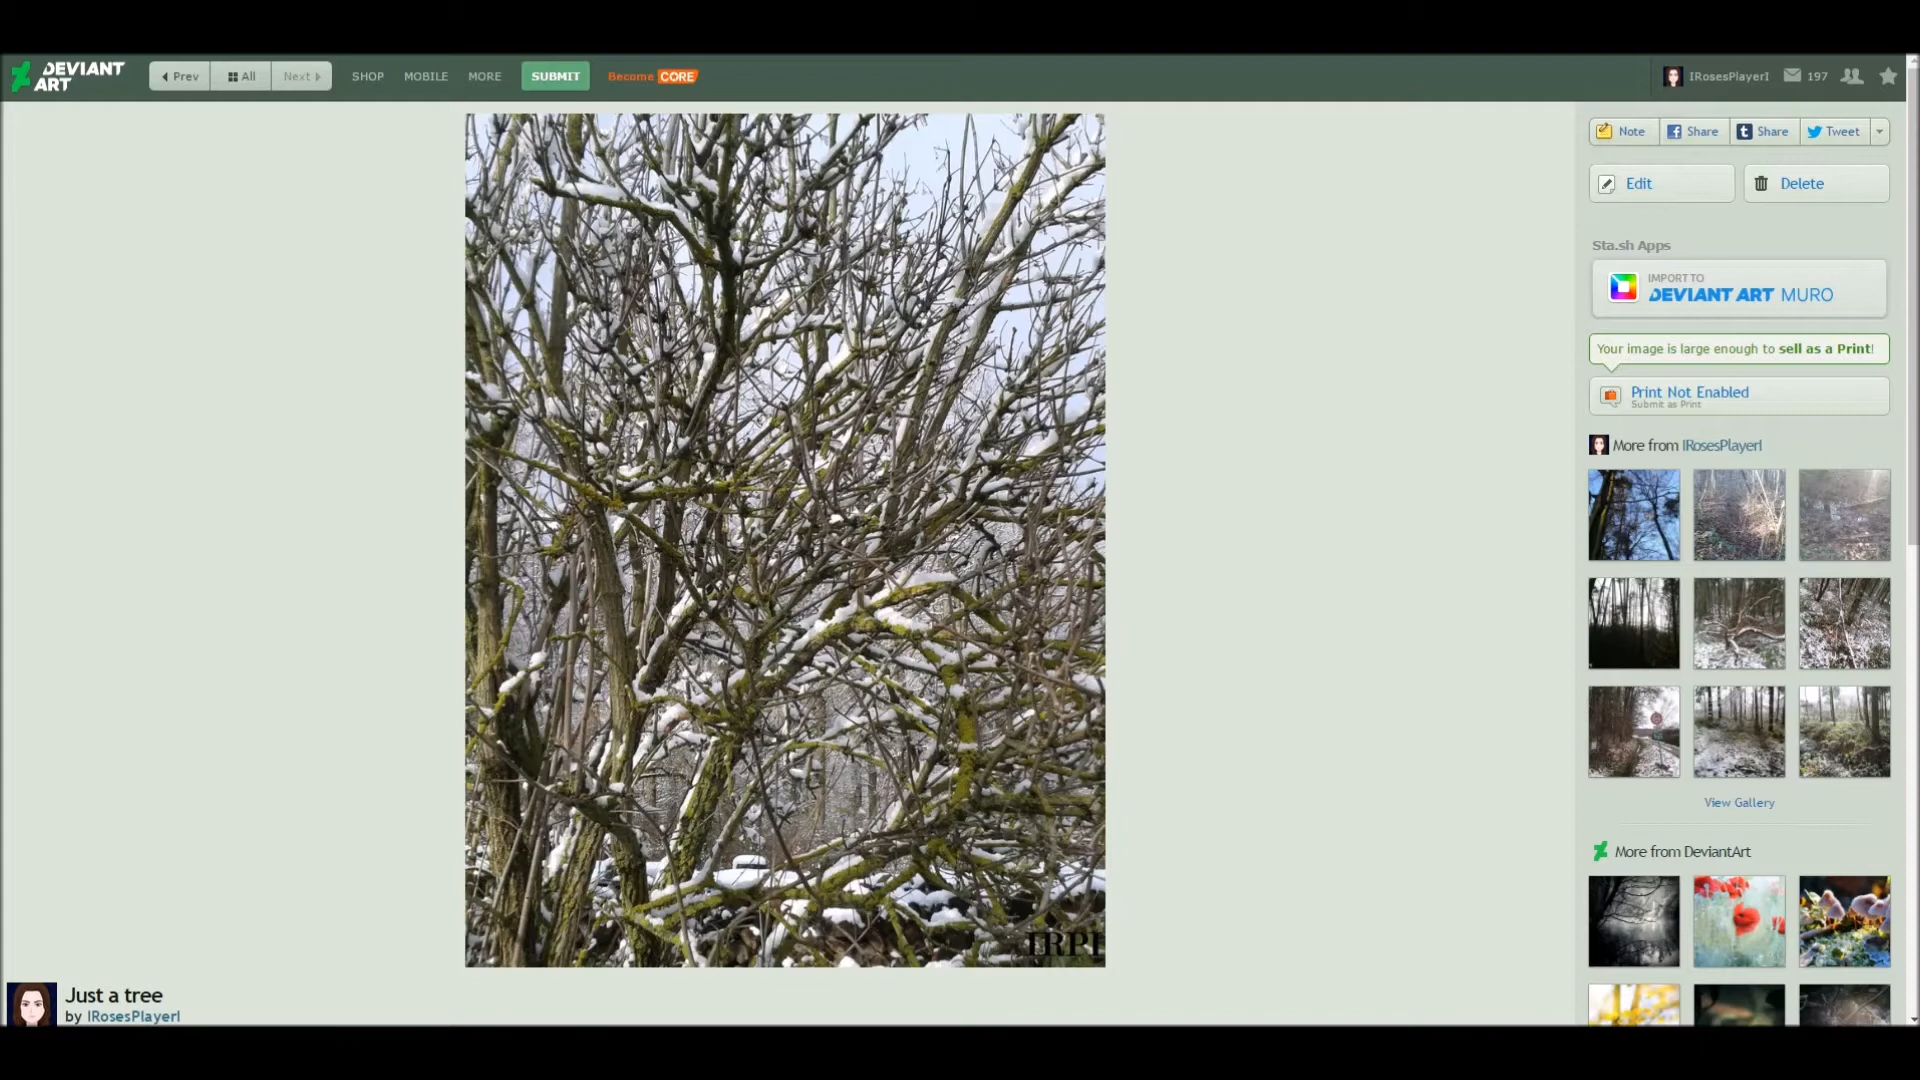 DEVIANT
ART
Prev
All
Next
SHOP
MOBILE
MORE
SUBMIT
Become CORE
IRosesPlayerI
197
Note
Share
Share
Tweet
Edit
Delete
Sta.sh Apps
IMPORT TO
DEVIANT ART MURO
Your image is large enough to sell as a Print!
Print Not Enabled
Submit as Print
More from IRosesPlayerI
View Gallery
More from DeviantArt
IRPI
Just a tree
by IRosesPlayerI